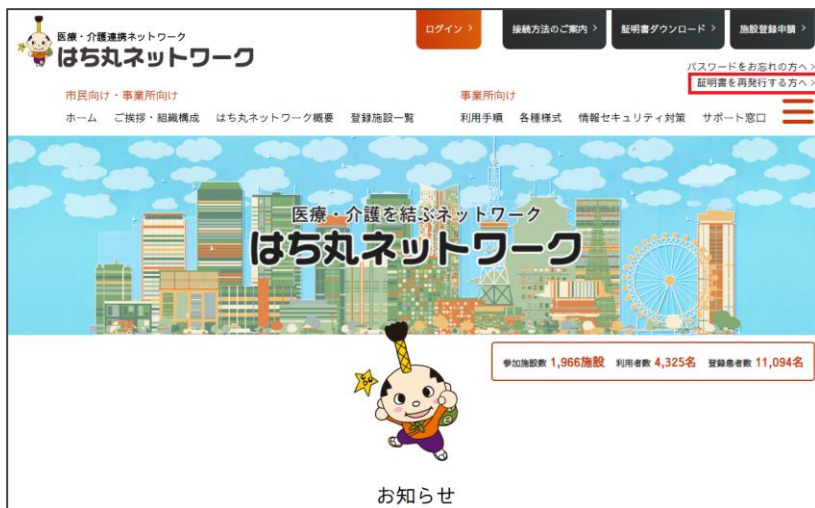 医療・介護連携ネットワーク
はち丸ネットワーク
ログイン >
接続方法のご案内 >
証明書ダウンロード >
施設登録申請 >
パスワードをお忘れの方へ >
証明書を再発行する方へ >
市民向け・事業所向け
ホーム ご挨拶・組織構成 はち丸ネットワーク概要 登録施設一覧
事業所向け
利用手順 各種様式 情報セキュリティ対策 サポート窓口
医療・介護を結ぶネットワーク
はち丸ネットワーク
参加施設数 1,966施設 利用者数 4,325名 登録患者数 11,094名
お知らせ